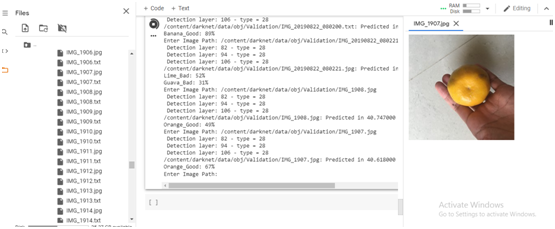 + Code + Text
RAM
Disk
Editing
Files
..
IMG_1906.jpg
IMG_1906.txt
IMG_1907.jpg
IMG_1907.txt
IMG_1908.jpg
IMG_1908.txt
IMG_1909.jpg
IMG_1909.txt
IMG_1910.jpg
IMG_1910.txt
IMG_1911.jpg
IMG_1911.txt
IMG_1912.jpg
IMG_1912.txt
IMG_1913.jpg
IMG_1913.txt
IMG_1914.jpg
IMG_1914.txt
Detection layer: 106 - type = 28
/content/darknet/data/obj/Validation/IMG_20190822_080200.txt: Predicted in
Banana_Good: 89%
Enter Image Path: /content/darknet/data/obj/Validation/IMG_20190822_080221
Detection layer: 82 - type = 28
Detection layer: 94 - type = 28
Detection layer: 106 - type = 28
/content/darknet/data/obj/Validation/IMG_20190822_080221.jpg: Predicted in
Lime_Bad: 52%
Guava_Bad: 31%
Enter Image Path: /content/darknet/data/obj/Validation/IMG_1908.jpg
Detection layer: 82 - type = 28
Detection layer: 94 - type = 28
Detection layer: 106 - type = 28
/content/darknet/data/obj/Validation/IMG_1908.jpg: Predicted in 40.747000
Orange_Good: 49%
Enter Image Path: /content/darknet/data/obj/Validation/IMG_1907.jpg
Detection layer: 82 - type = 28
Detection layer: 94 - type = 28
Detection layer: 106 - type = 28
/content/darknet/data/obj/Validation/IMG_1907.jpg: Predicted in 40.618000
Orange_Good: 67%
Enter Image Path:
[ ]
IMG_1907.jpg
Activate Windows
Go to Settings to activate Windows.